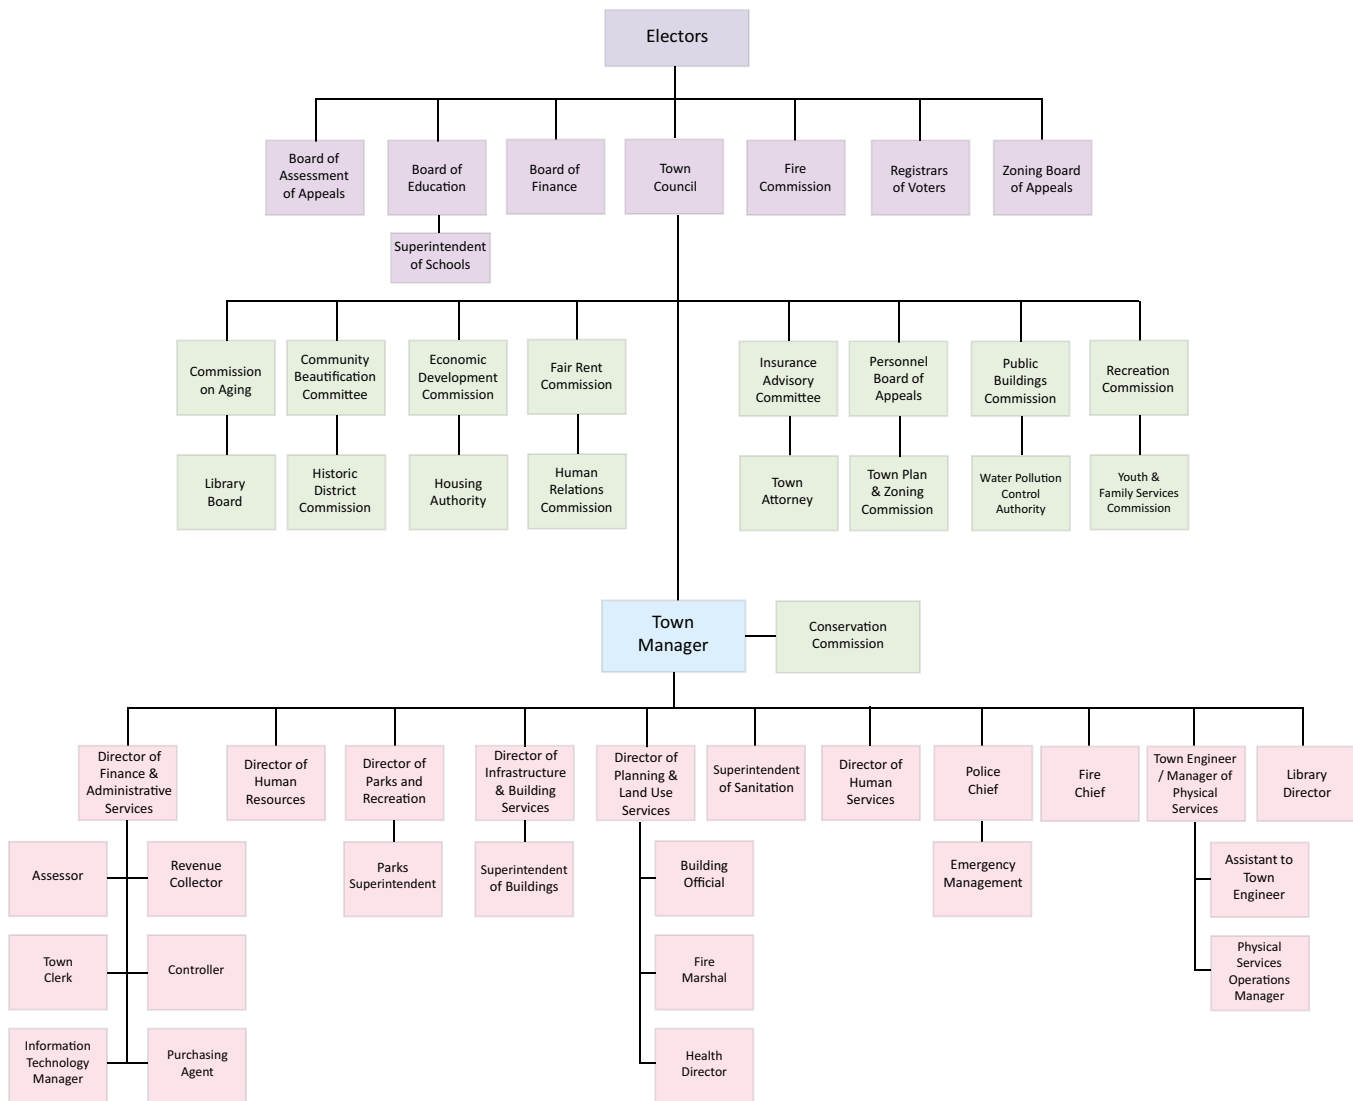 Electors
Board of
Assessment
of Appeals
Board of
Education
Board of
Finance
Town
Council
Fire
Commission
Registrars
of Voters
Zoning Board
of Appeals
Superintendent
of Schools
Commission
on Aging
Community
Beautification
Committee
Economic
Development
Commission
Fair Rent
Commission
Insurance
Advisory
Committee
Personnel
Board of
Appeals
Public
Buildings
Commission
Recreation
Commission
Library
Board
Historic
District
Commission
Housing
Authority
Human
Relations
Commission
Town
Attorney
Town Plan
& Zoning
Commission
Water Pollution
Control
Authority
Youth &
Family Services
Commission
Town
Manager
Conservation
Commission
Director of
Finance &
Administrative
Services
Director of
Human
Resources
Director of
Parks and
Recreation
Director of
Infrastructure
& Building
Services
Director of
Planning &
Land Use
Services
Superintendent
of Sanitation
Director of
Human
Services
Police
Chief
Fire
Chief
Town Engineer
/ Manager of
Physical
Services
Library
Director
Assessor
Revenue
Collector
Parks
Superintendent
Superintendent
of Buildings
Building
Official
Emergency
Management
Assistant to
Town
Engineer
Town
Clerk
Controller
Fire
Marshal
Physical
Services
Operations
Manager
Information
Technology
Manager
Purchasing
Agent
Health
Director